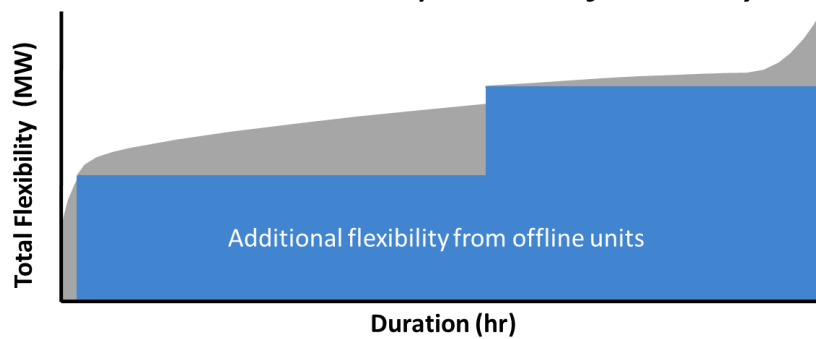 Total Flexibility (MW)
Additional flexibility from offline units
Duration (hr)